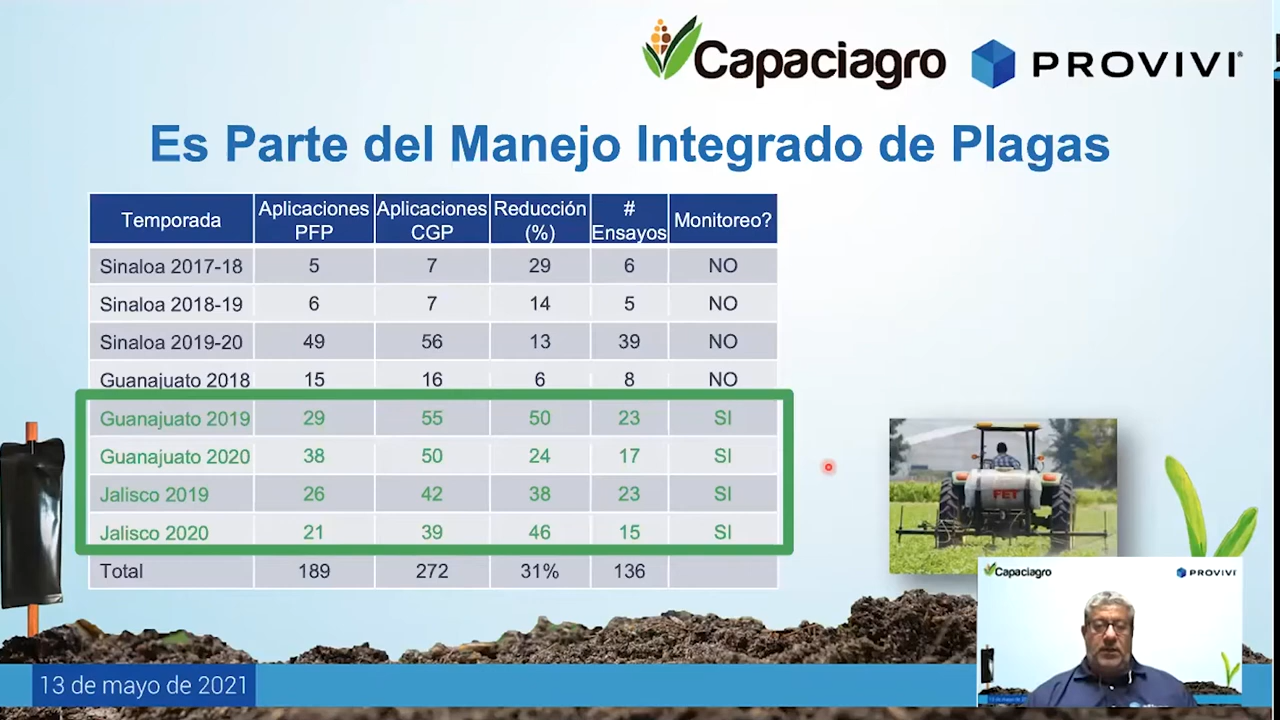 Capaciagro PROVIVI
Es Parte del Manejo Integrado de Plagas
Temporada Aplicaciones PFP Aplicaciones CGP Reducción (%) # Ensayos Monitoreo?
Sinaloa 2017-18 5 7 29 6 NO
Sinaloa 2018-19 6 7 14 5 NO
Sinaloa 2019-20 49 56 13 39 NO
Guanajuato 2018 15 16 6 8 NO
Guanajuato 2019 29 55 50 23 SI
Guanajuato 2020 38 50 24 17 SI
Jalisco 2019 26 42 38 23 SI
Jalisco 2020 21 39 46 15 SI
Total 189 272 31% 136
FET
Capaciagro PROVIVI
13 de mayo de 2021